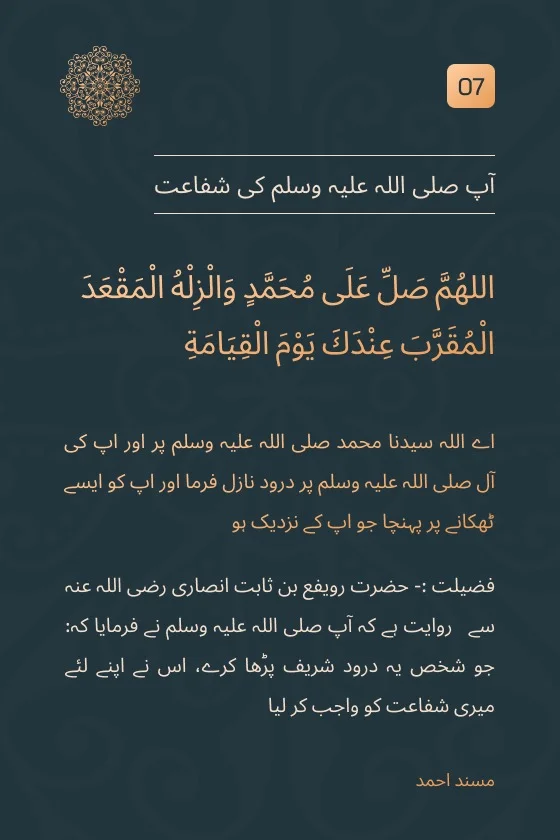 07
آپ صلی اللہ علیہ وسلم کی شفاعت
اللهُمَّ صَلِّ عَلَى مُحَمَّدٍ وَالْزِلْهُ الْمَقْعَدَ
الْمُقَرَّبَ عِنْدَكَ يَوْمَ الْقِيَامَةِ
اے اللہ سیدنا محمد صلی اللہ علیہ وسلم پر اور اپ کی
آل صلی اللہ علیہ وسلم پر درود نازل فرما اور اپ کو ایسے
ٹھکانے پر پہنچا جو اپ کے نزدیک ہو
فضیلت :- حضرت رویفع بن ثابت انصاری رضی اللہ عنہ
سے روایت ہے کہ آپ صلی اللہ علیہ وسلم نے فرمایا کہ:
جو شخص یہ درود شریف پڑھا کرے، اس نے اپنے لئے
میری شفاعت کو واجب کر لیا
مسند احمد